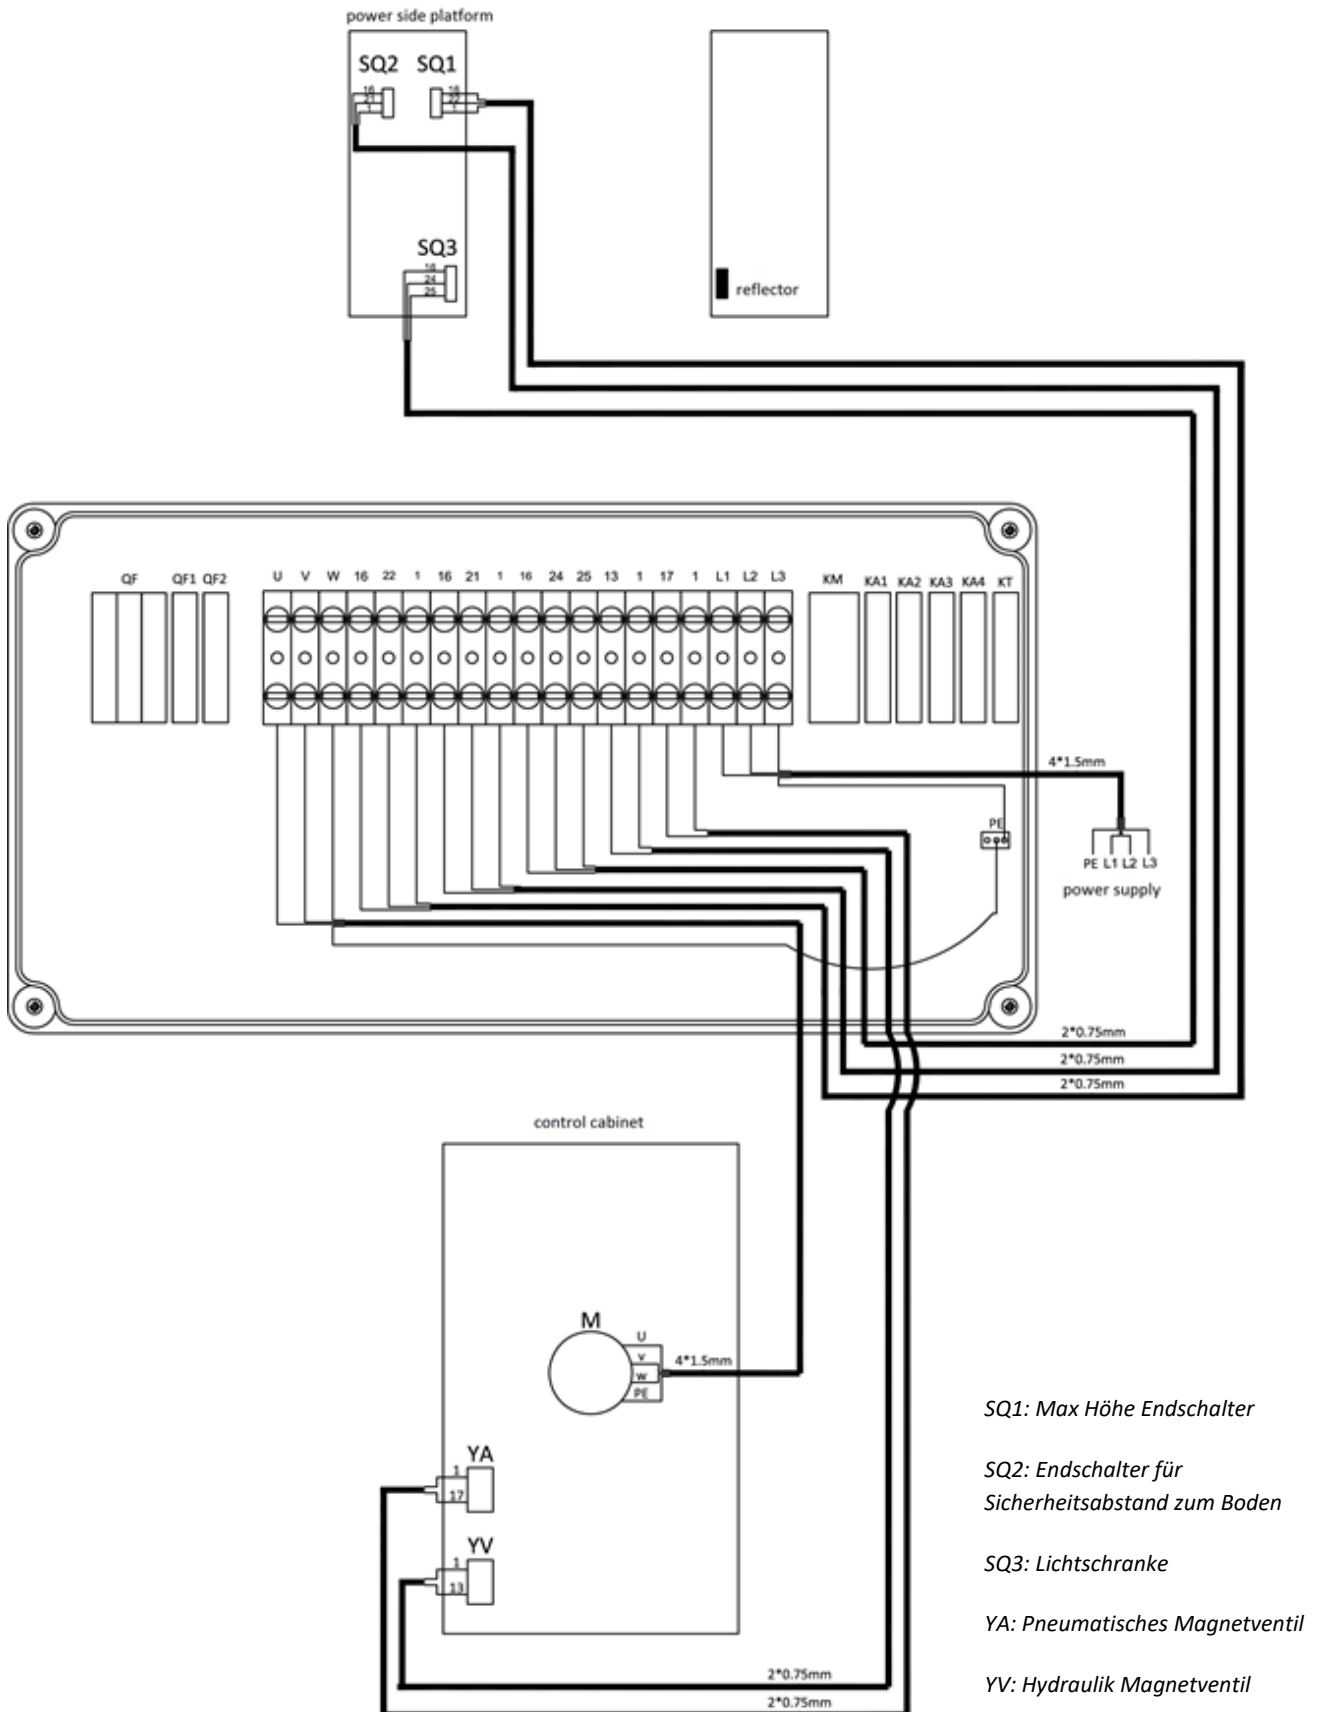 power side platform
SQ2 SQ1
16
21
1
16
22
1
SQ3
16
24
25
reflector
QF QF1 QF2 U V W 16 22 1 16 21 1 16 24 25 13 1 17 1 L1 L2 L3 KM KA1 KA2 KA3 KA4 KT
4*1.5mm
PE
PE L1 L2 L3
power supply
2*0.75mm
2*0.75mm
2*0.75mm
control cabinet
M
U
V
W
PE
4*1.5mm
YA
1
17
YV
1
13
2*0.75mm
2*0.75mm
SQ1: Max Höhe Endschalter
SQ2: Endschalter für
Sicherheitsabstand zum Boden
SQ3: Lichtschranke
YA: Pneumatisches Magnetventil
YV: Hydraulik Magnetventil